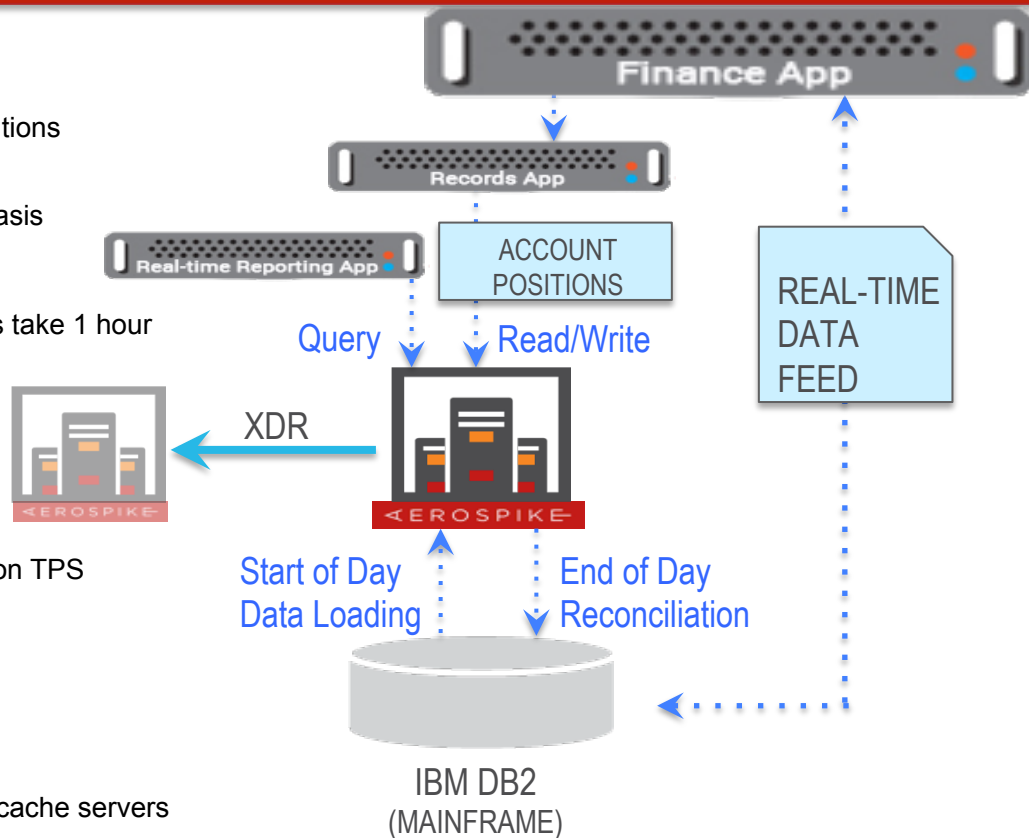 Finance App
tions
Records App
asis
Real-time Reporting App
ACCOUNT
POSITIONS
REAL-TIME
DATA
FEED
s take 1 hour
Query
Read/Write
XDR
AEROSPIKE
AEROSPIKE
on TPS
Start of Day
Data Loading
End of Day
Reconciliation
IBM DB2
(MAINFRAME)
cache servers